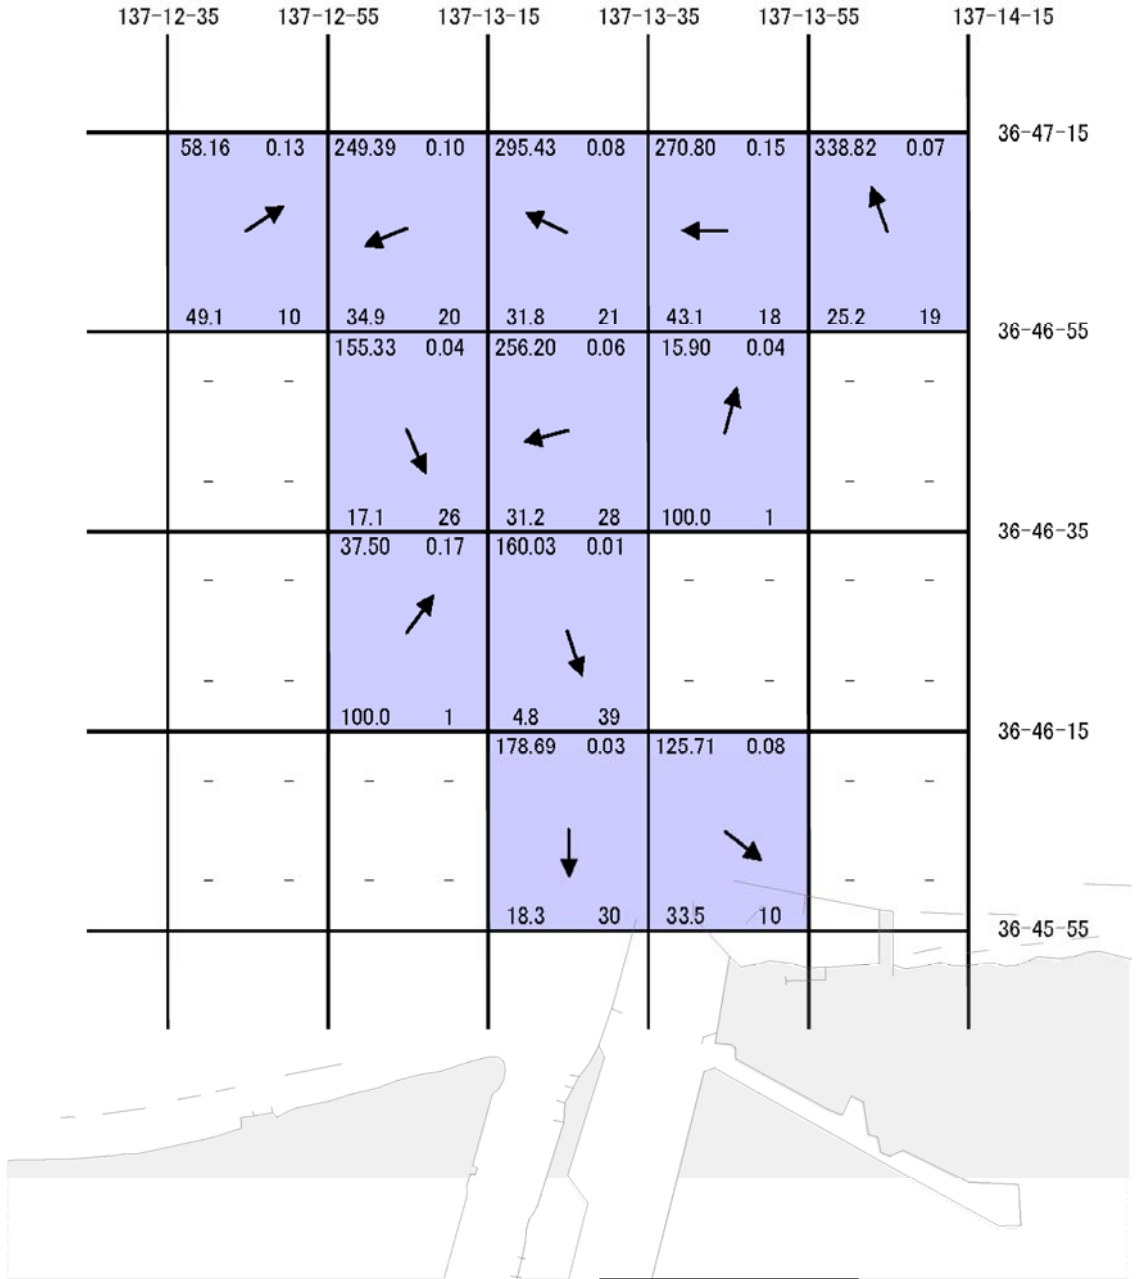 137-12-35 137-12-55 137-13-15 137-13-35 137-13-55 137-14-15
36-47-15
58.16 0.13 249.39 0.10 295.43 0.08 270.80 0.15 338.82 0.07
49.1 10 34.9 20 31.8 21 43.1 18 25.2 19
36-46-55
155.33 0.04 256.20 0.06 15.90 0.04
- - - -
- - - -
17.1 26 31.2 28 100.0 1
36-46-35
37.50 0.17 160.03 0.01
- - - - - -
- - - - - -
100.0 1 4.8 39
36-46-15
178.69 0.03 125.71 0.08
- - - - - -
- - - - - -
18.3 30 33.5 10
36-45-55